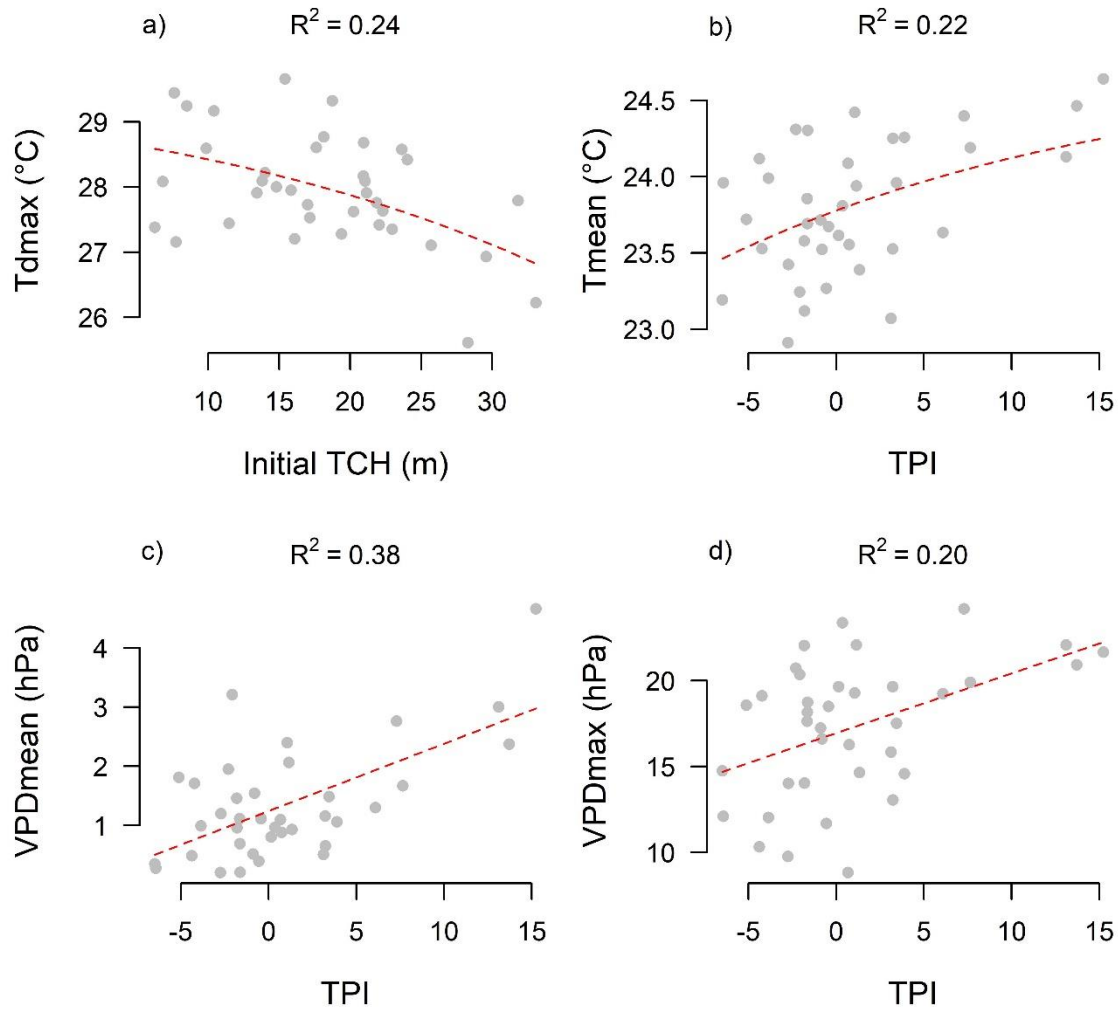 a) R² = 0.24
Tdmax (°C)
29
28
27
26
10 15 20 25 30
Initial TCH (m)
b) R² = 0.22
Tmean (°C)
24.5
24.0
23.5
23.0
-5 0 5 10 15
TPI
c) R² = 0.38
VPDmean (hPa)
4
3
2
1
-5 0 5 10 15
TPI
d) R² = 0.20
VPDmax (hPa)
20
15
10
-5 0 5 10 15
TPI